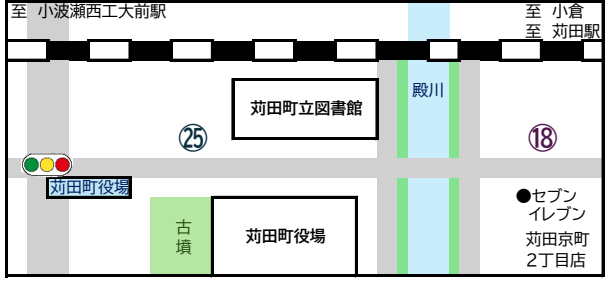 至 小波瀬西工大前駅
至 小倉
至 苅田駅
殿川
苅田町立図書館
㉕
⑱
苅田町役場
●セブン
イレブン
古
墳
苅田町役場
苅田京町
2丁目店